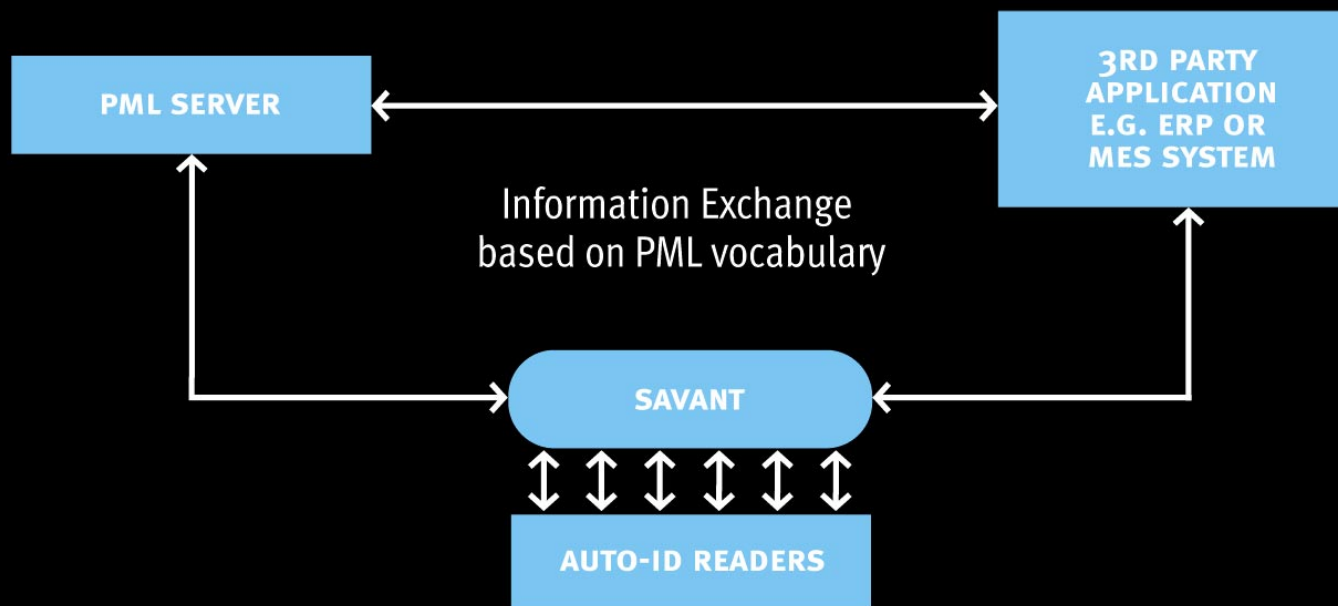 PML SERVER
3RD PARTY
APPLICATION
E.G. ERP OR
MES SYSTEM
Information Exchange
based on PML vocabulary
SAVANT
AUTO-ID READERS